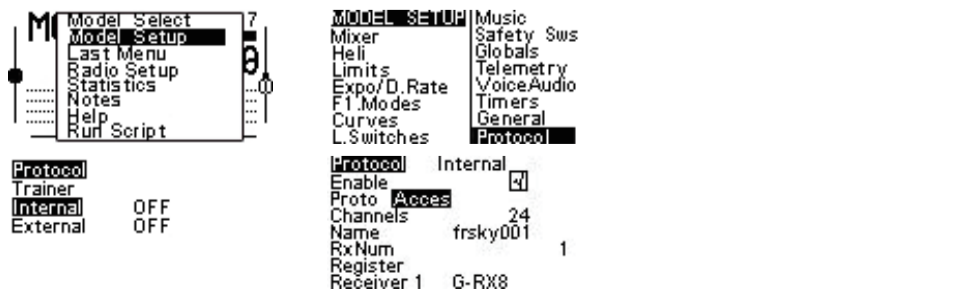 Model Select
Model Setup
Last Menu
Radio Setup
Statistics
Notes
Help
Run Script
MODEL SETUP
Mixer
Heli
Limits
Expo/D.Rate
Fl.Modes
Curves
L.Switches
Music
Safety Sws
Globals
Telemetry
VoiceAudio
Timers
General
Protocol
Protocol
Trainer
Internal OFF
External OFF
Protocol Internal
Enable
Proto Acces
Channels 24
Name frsky001
RxNum 1
Register
Receiver 1 G-RX8